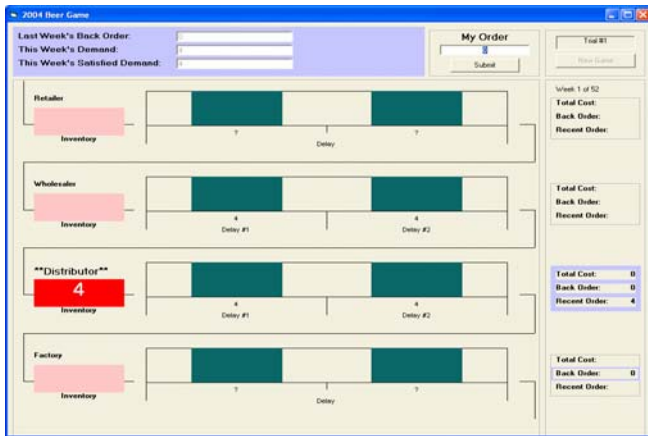 2004 Beer Game
Last Week's Back Order:
This Week's Demand:
This Week's Satisfied Demand:
My Order
0
Submit
Trial #1
New Game
Week 1 of 52
Retailer
Inventory
?
?
Delay
Total Cost:
Back Order:
Recent Order:
Wholesaler
Inventory
4
4
Delay #1
Delay #2
Total Cost:
Back Order:
Recent Order:
**Distributor**
4
Inventory
4
4
Delay #1
Delay #2
Total Cost: 0
Back Order: 0
Recent Order: 4
Factory
Inventory
?
?
Delay
Total Cost:
Back Order: 0
Recent Order: